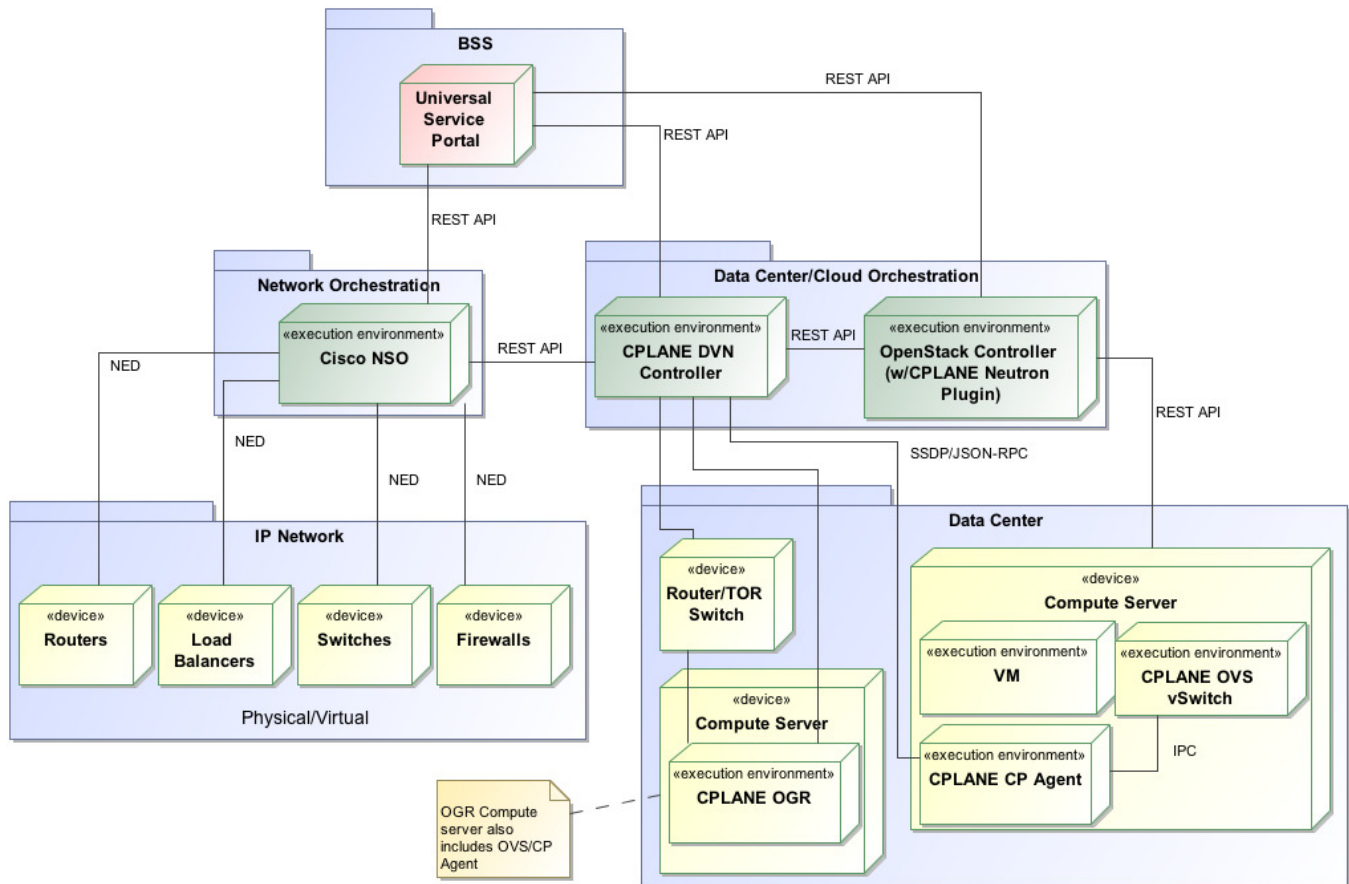 BSS
Universal
Service
Portal
REST API
REST API
REST API
Network Orchestration
«execution environment»
Cisco NSO
REST API
Data Center/Cloud Orchestration
«execution environment»
CPLANE DVN
Controller
REST API
«execution environment»
OpenStack Controller
(w/CPLANE Neutron
Plugin)
NED
NED
NED
NED
SSDP/JSON-RPC
REST API
IP Network
«device»
Routers
«device»
Load
Balancers
«device»
Switches
«device»
Firewalls
Physical/Virtual
Data Center
«device»
Router/TOR
Switch
«device»
Compute Server
«execution environment»
CPLANE OGR
«device»
Compute Server
«execution environment»
VM
«execution environment»
CPLANE OVS
vSwitch
«execution environment»
CPLANE CP Agent
IPC
OGR Compute
server also
includes OVS/CP
Agent